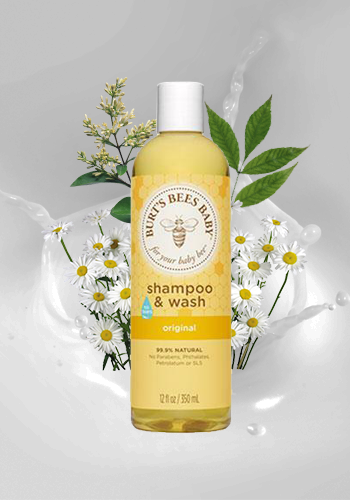 BURT'S BEES BABY
for your baby bee
shampoo
& wash
original
99.9% NATURAL
No Parabens, Phthalates,
Petrolatum or SLS
12 fl oz / 350 mL